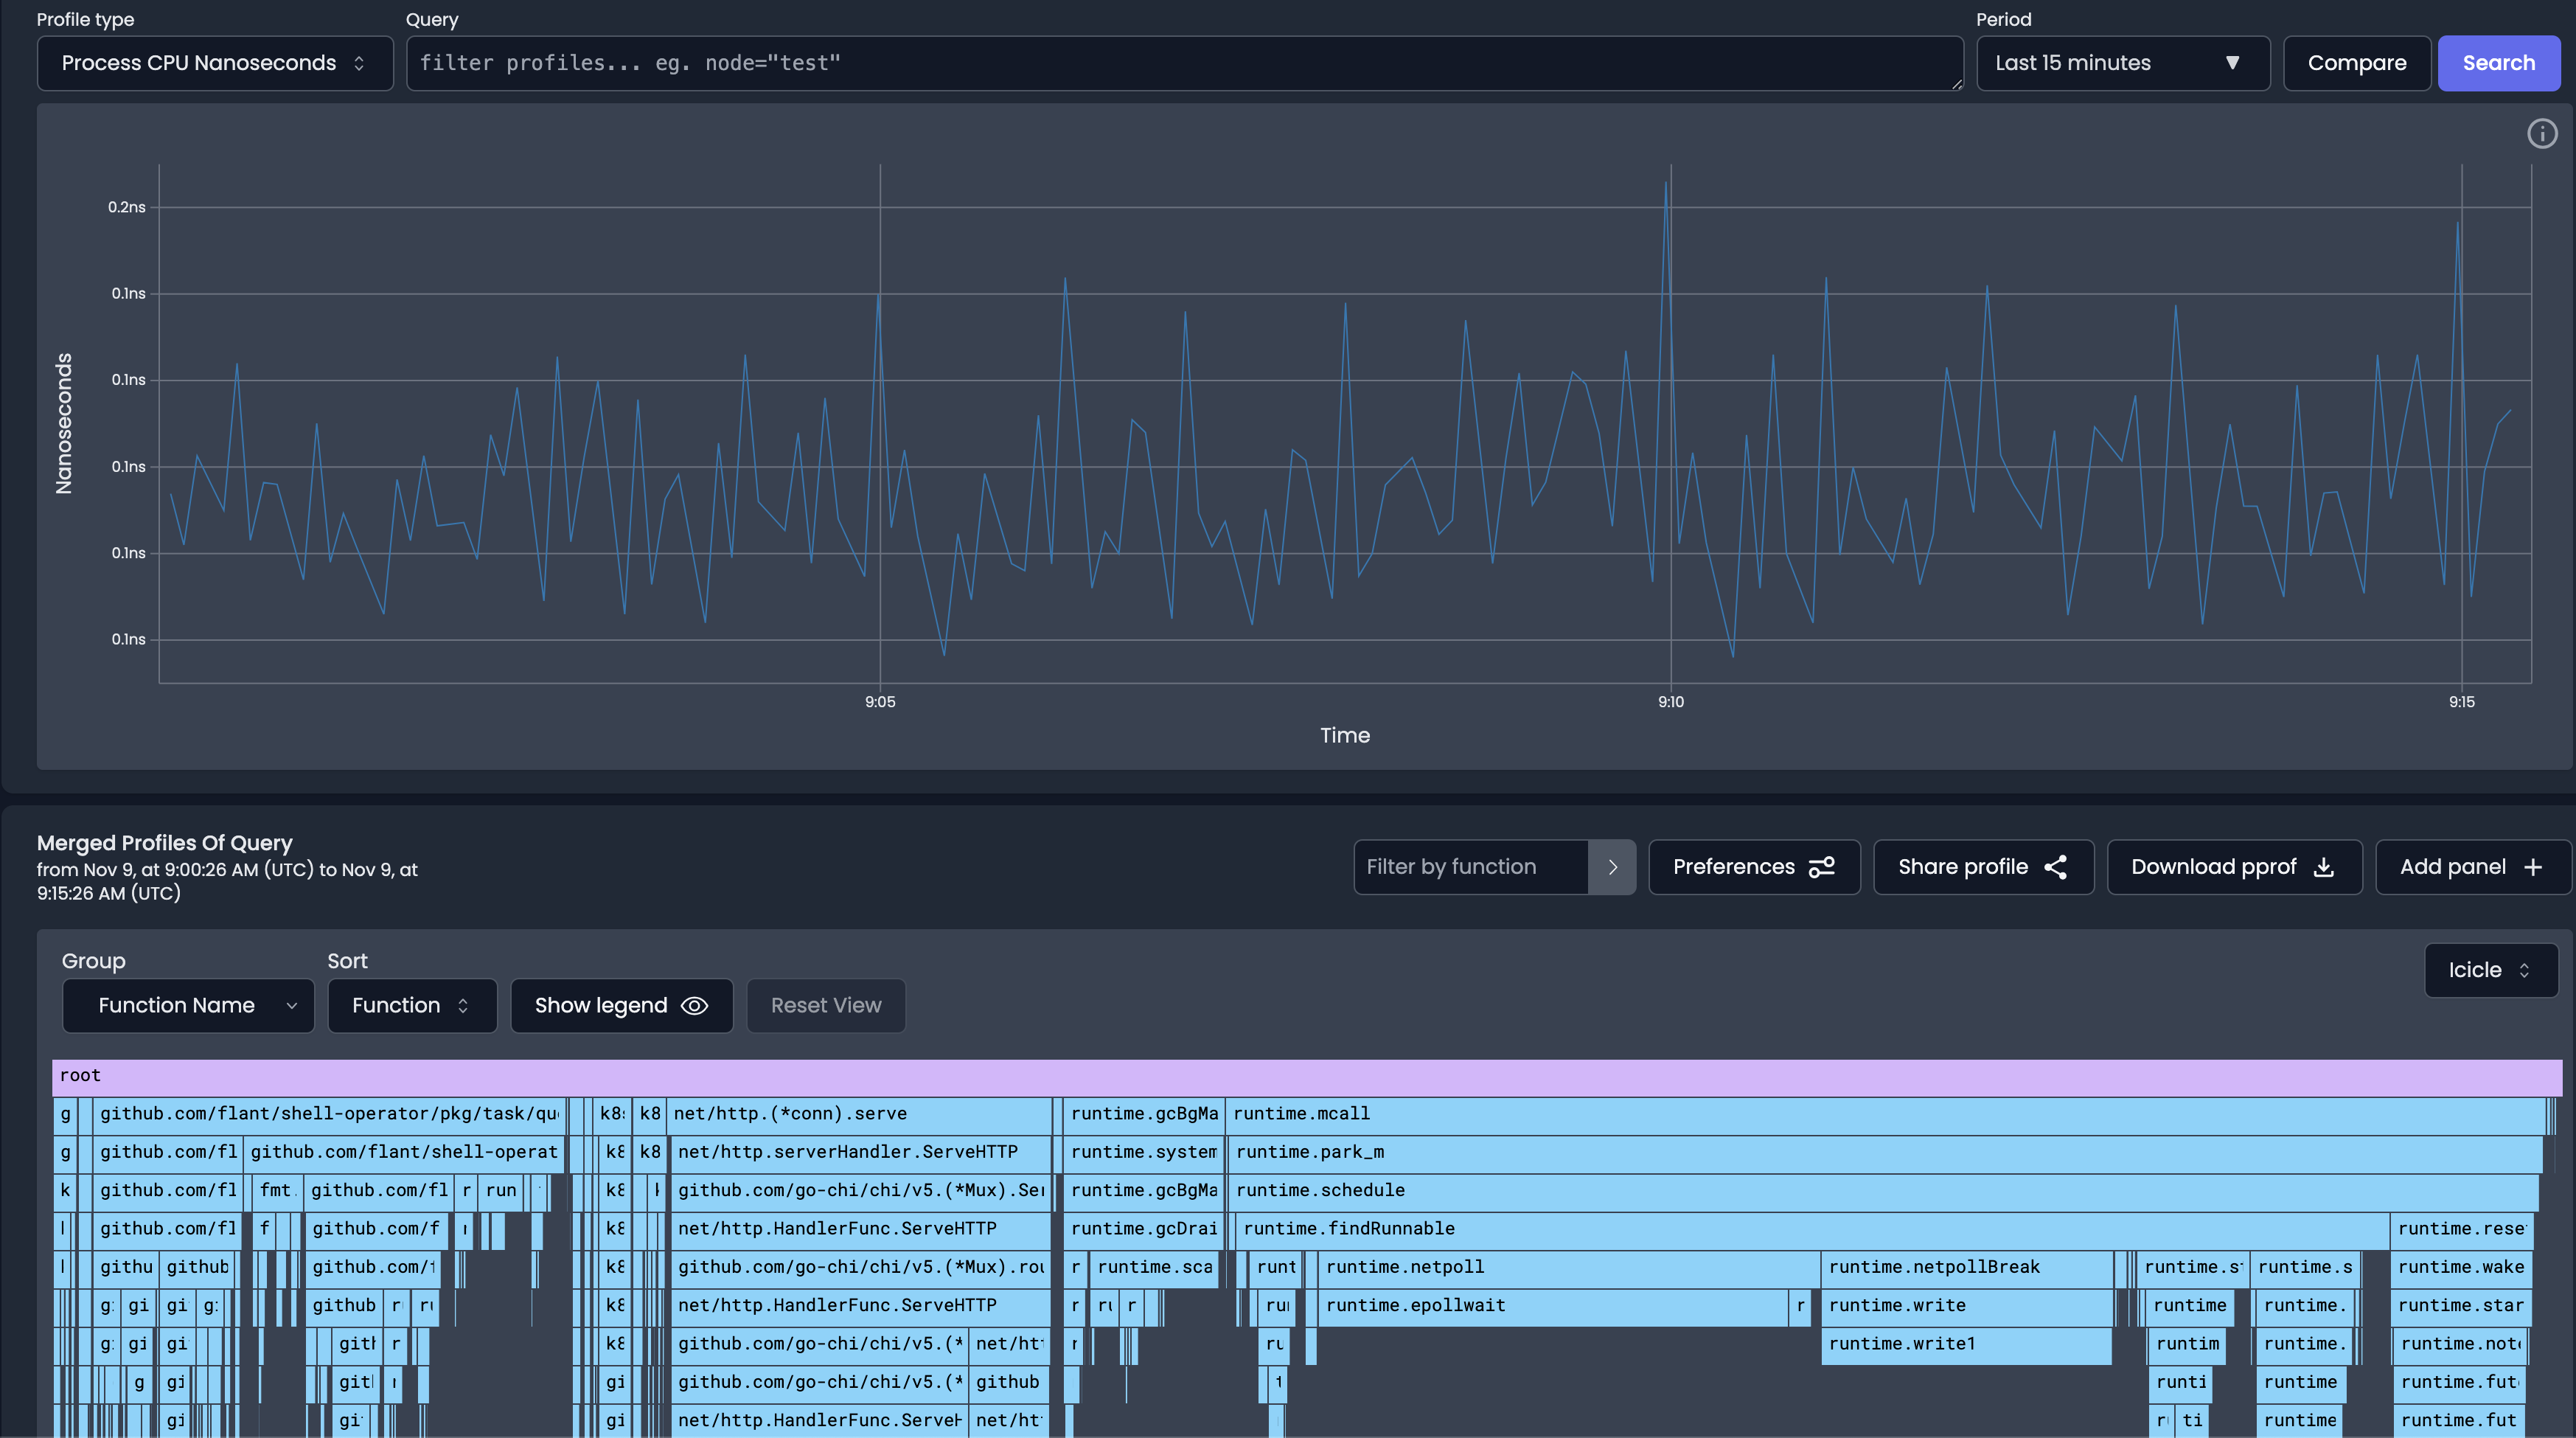 Profile type
Query
Period
Process CPU Nanoseconds
filter profiles... eg. node="test"
Last 15 minutes
Compare
Search
0.2ns
0.1ns
0.1ns
0.1ns
0.1ns
0.1ns
Nanoseconds
9:05
9:10
9:15
Time
Merged Profiles Of Query
from Nov 9, at 9:00:26 AM (UTC) to Nov 9, at
9:15:26 AM (UTC)
Filter by function
Preferences
Share profile
Download pprof
Add panel
Group
Sort
Function Name
Function
Show legend
Reset View
Icicle
root
g github.com/flant/shell-operator/pkg/task/qu k8 k8 net/http.(*conn).serve runtime.gcBgMa runtime.mcall
g github.com/fl github.com/flant/shell-operat k8 k8 net/http.serverHandler.ServeHTTP runtime.system runtime.park_m
k github.com/fl fmt. github.com/fl r run k8 github.com/go-chi/chi/v5.(*Mux).Ser runtime.gcBgMa runtime.schedule
github.com/fl f github.com/f r k8 net/http.HandlerFunc.ServeHTTP runtime.gcDrai runtime.findRunnable runtime.rese
githu github github.com/ k8 github.com/go-chi/chi/v5.(*Mux).rou r runtime.sca runt runtime.netpoll runtime.netpollBreak runtime.s runtime.s runtime.wake
g gi gi g github r ru k8 net/http.HandlerFunc.ServeHTTP r ru r ru runtime.epollwait r runtime.write runtime runtime. runtime.star
g gi gi gith r k8 github.com/go-chi/chi/v5.(* net/ht r ru runtime.write1 runtim runtime. runtime.note
g gi git r gi github.com/go-chi/chi/v5.(* github runti runtime runtime.fut
gi gi gi net/http.HandlerFunc.ServeH net/ht r ti runtime runtime.fut